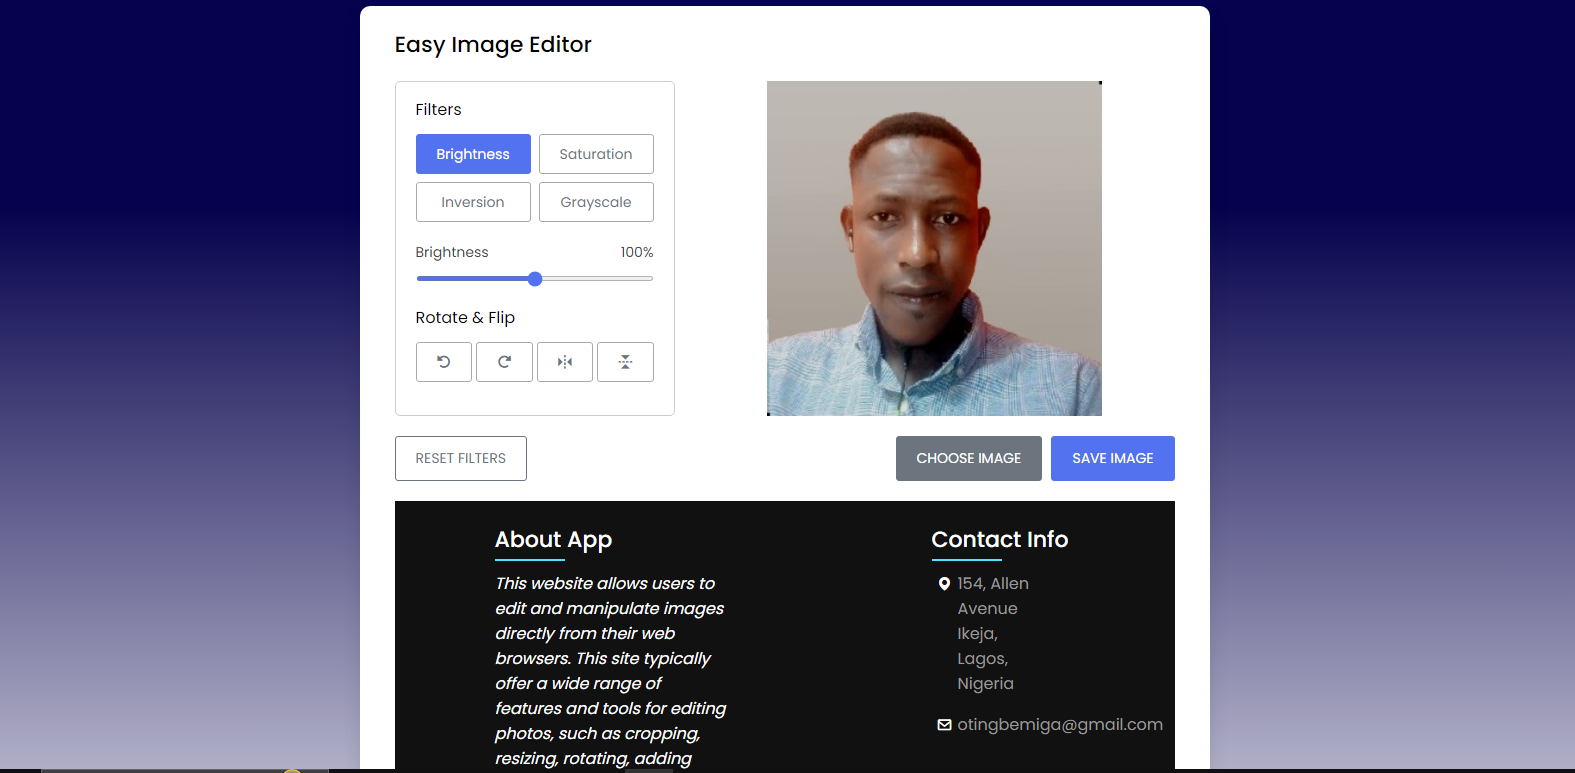 Easy Image Editor
Filters
Brightness
Saturation
Inversion
Grayscale
Brightness
100%
Rotate & Flip
RESET FILTERS
CHOOSE IMAGE
SAVE IMAGE
About App
This website allows users to
edit and manipulate images
directly from their web
browsers. This site typically
offer a wide range of
features and tools for editing
photos, such as cropping,
resizing, rotating, adding
Contact Info
154, Allen
Avenue
Ikeja,
Lagos,
Nigeria
otingbemiga@gmail.com